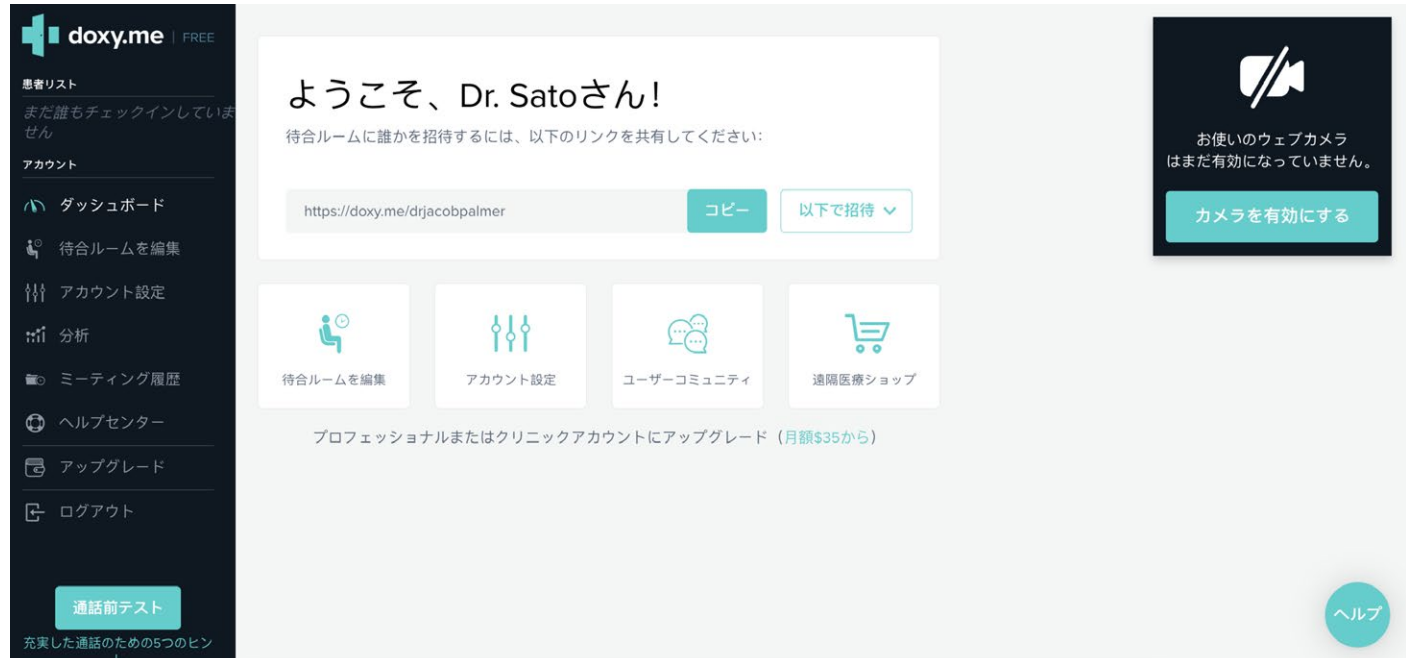 doxy.me | FREE
患者リスト
まだ誰もチェックインしていま
せん
アカウント
ダッシュボード
待合ルームを編集
アカウント設定
分析
ミーティング履歴
ヘルプセンター
アップグレード
ログアウト
通話前テスト
充実した通話のための5つのヒン
ようこそ、Dr. Satoさん!
待合ルームに誰かを招待するには、以下のリンクを共有してください:
https://doxy.me/drjacobpalmer
コピー
以下で招待
待合ルームを編集
アカウント設定
ユーザーコミュニティ
遠隔医療ショップ
プロフェッショナルまたはクリニックアカウントにアップグレード（月額$35から）
お使いのウェブカメラ
はまだ有効になっていません。
カメラを有効にする
ヘルプ